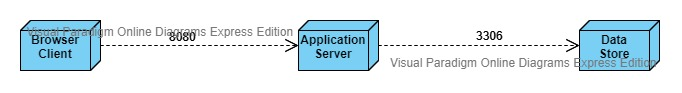 Visual Paradigm Online Diagrams Express Edition
Browser
Client
8080
Application
Server
3306
Data
Store
Visual Paradigm Online Diagrams Express Edition